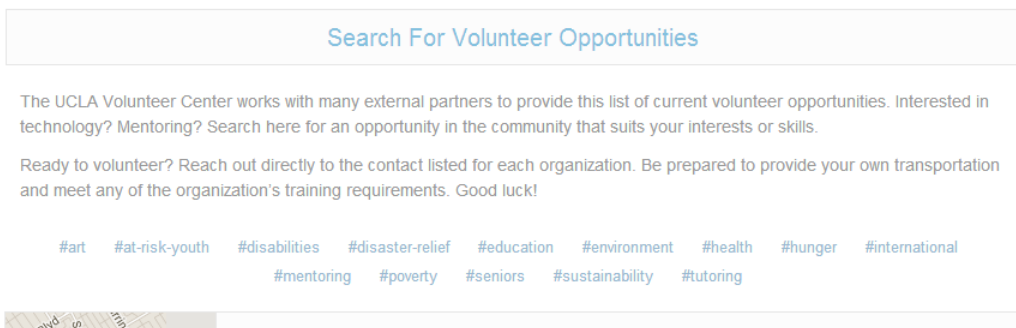 Search For Volunteer Opportunities
The UCLA Volunteer Center works with many external partners to provide this list of current volunteer opportunities. Interested in
technology? Mentoring? Search here for an opportunity in the community that suits your interests or skills.
Ready to volunteer? Reach out directly to the contact listed for each organization. Be prepared to provide your own transportation
and meet any of the organization's training requirements. Good luck!
#art #at-risk-youth #disabilities #disaster-relief #education #environment #health #hunger #international
#mentoring #poverty #seniors #sustainability #tutoring